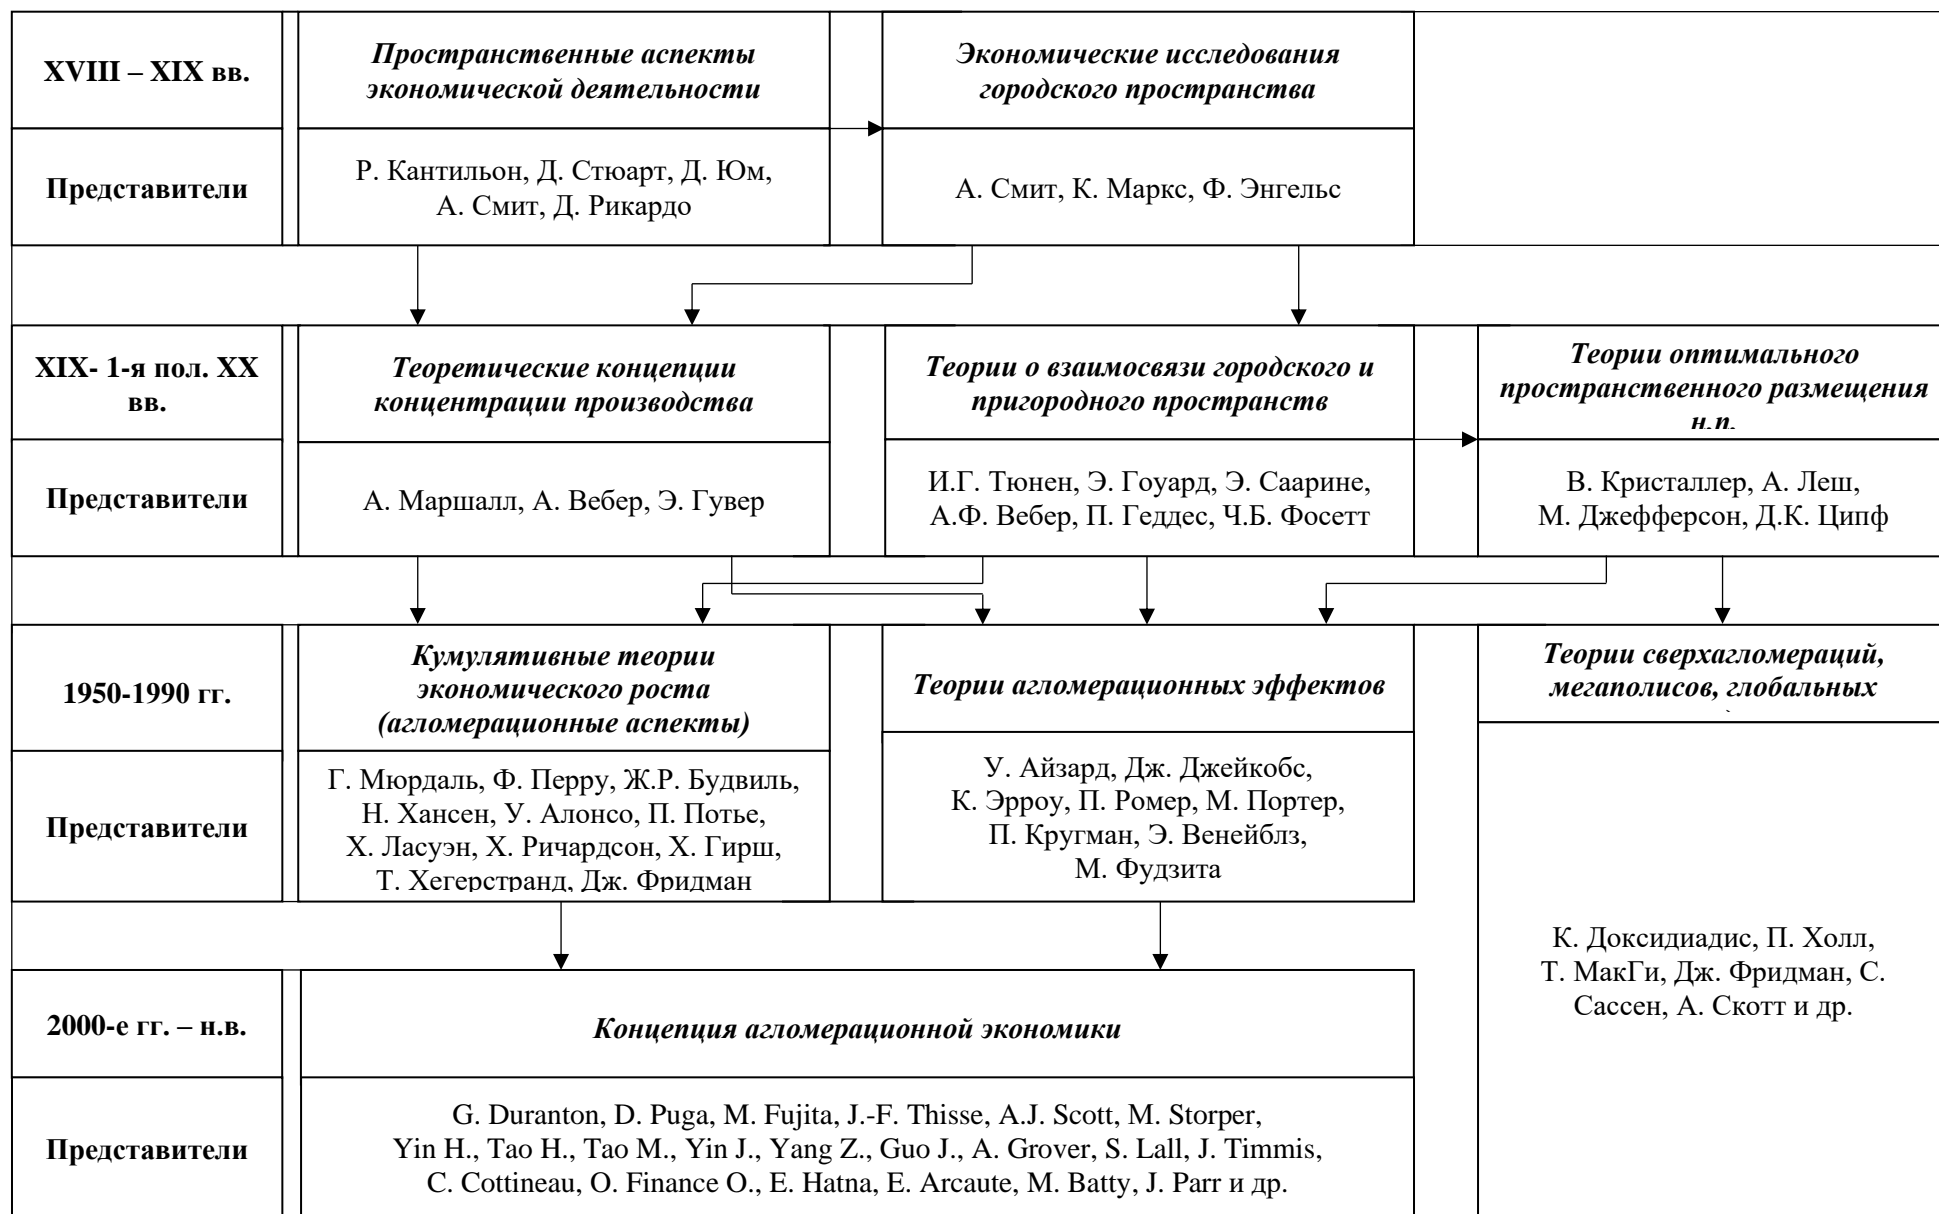 XVIII – XIX вв.
Пространственные аспекты
экономической деятельности
Экономические исследования
городского пространства
Представители
Р. Кантильон, Д. Стюарт, Д. Юм,
А. Смит, Д. Рикардо
А. Смит, К. Маркс, Ф. Энгельс
XIX- 1-я пол. XX
вв.
Теоретические концепции
концентрации производства
Теории о взаимосвязи городского и
пригородного пространств
Теории оптимального
пространственного размещения
н.п.
Представители
А. Маршалл, А. Вебер, Э. Гувер
И.Г. Тюнен, Э. Гоуард, Э. Саарине,
А.Ф. Вебер, П. Геддес, Ч.Б. Фосетт
В. Кристаллер, А. Леш,
М. Джефферсон, Д.К. Ципф
1950-1990 гг.
Кумулятивные теории
экономического роста
(агломерационные аспекты)
Теории агломерационных эффектов
Теории сверхагломераций,
мегаполисов, глобальных
Представители
Г. Мюрдаль, Ф. Перру, Ж.Р. Будвиль,
Н. Хансен, У. Алонсо, П. Потье,
Х. Ласуэн, Х. Ричардсон, Х. Гирш,
Т. Хегерстранд, Дж. Фридман
У. Айзард, Дж. Джейкобс,
К. Эрроу, П. Ромер, М. Портер,
П. Кругман, Э. Венейблз,
М. Фудзита
К. Доксидиадис, П. Холл,
Т. МакГи, Дж. Фридман, С.
Сассен, А. Скотт и др.
2000-е гг. – н.в.
Концепция агломерационной экономики
Представители
G. Duranton, D. Puga, M. Fujita, J.-F. Thisse, A.J. Scott, M. Storper,
Yin H., Tao H., Tao M., Yin J., Yang Z., Guo J., A. Grover, S. Lall, J. Timmis,
C. Cottineau, O. Finance O., E. Hatna, E. Arcaute, M. Batty, J. Parr и др.